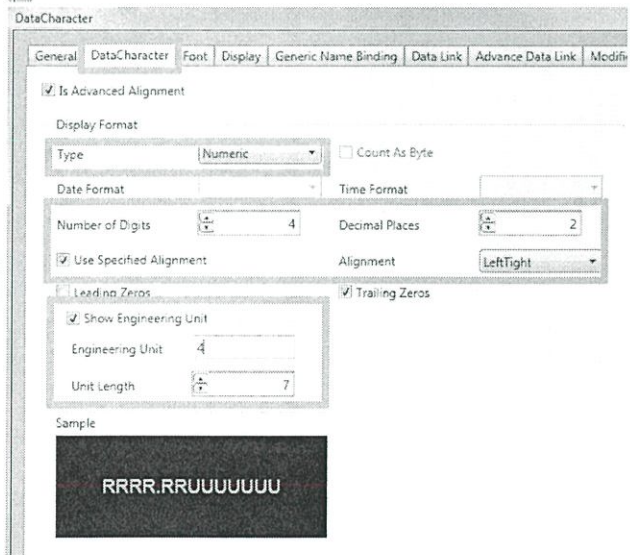 DataCharacter
General DataCharacter Font Display Generic Name Binding Data Link Advance Data Link
Is Advanced Alignment
Display Format
Type Numeric Count As Byte
Date Format Time Format
Number of Digits 4 Decimal Places 2
Use Specified Alignment Alignment LeftTight
Leading Zeros Trailing Zeros
Show Engineering Unit
Engineering Unit 4
Unit Length 7
Sample
RRRR.RRUUUUUUU